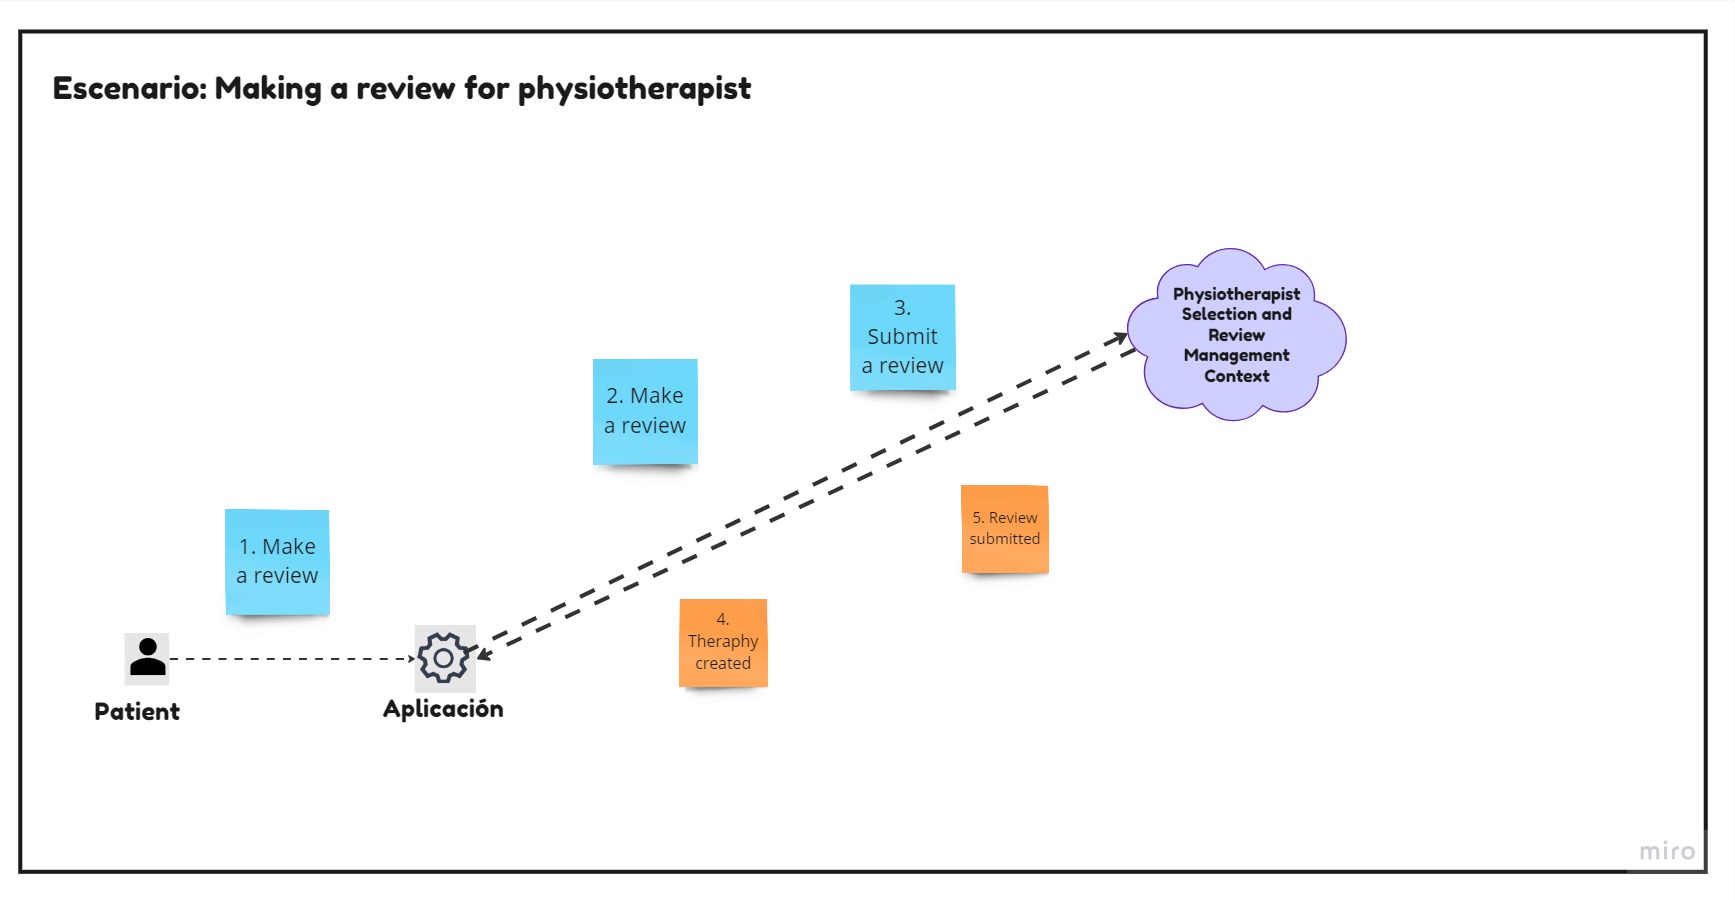 Escenario: Making a review for physiotherapist
Physiotherapist
Selection and
Review
Management
Context
3.
Submit
a review
2. Make
a review
1. Make
a review
5. Review
submitted
4.
Theraphy
created
Patient
Aplicación
miro